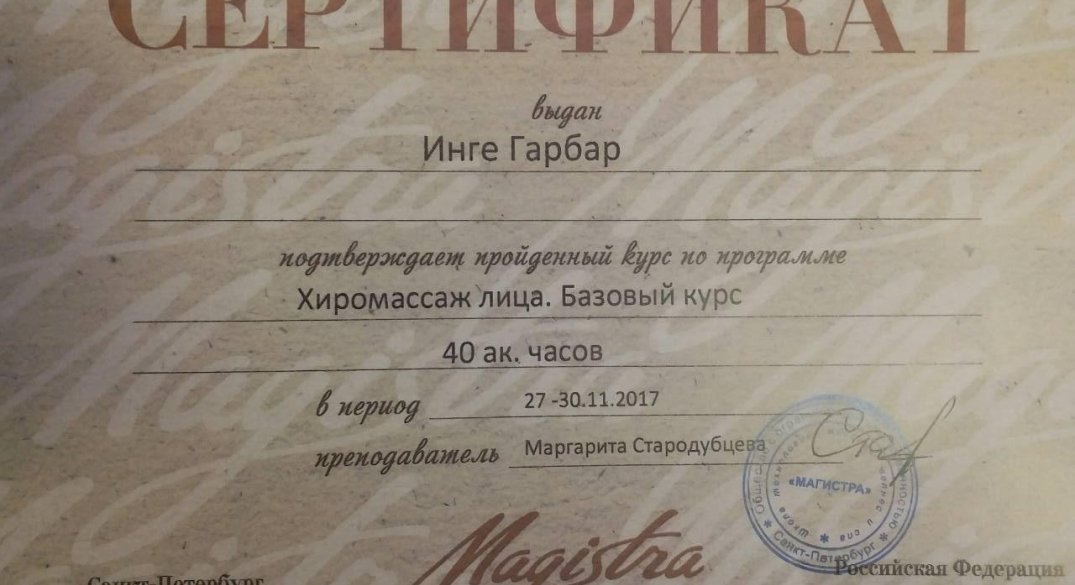 СЕРТИФИКАТ
выдан
Инге Гарбар
подтверждает пройденный курс по программе
Хиромассаж лица. Базовый курс
40 ак. часов
в период 27 -30.11.2017
преподаватель Маргарита Стародубцева
«МАГИСТРА»
Санкт-Петербург
Magistra
Санкт-Петербург
Российская Федерация